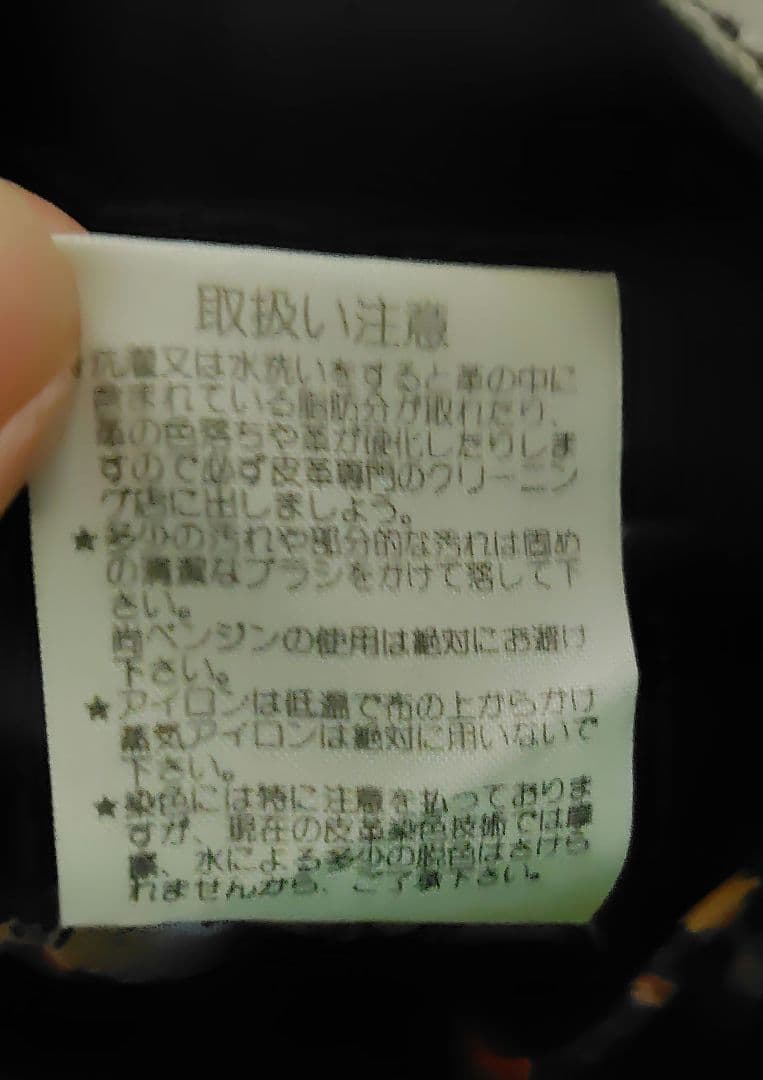 取扱い注意
洗濯又は水洗いをすると革の中に
含まれている脂肪分が取れたり、
革の色落ちや革が硬化したりしま
すので必ず皮革専門のクリーニン
グ店に出しましょう。
★多少の汚れや部分的な汚れは固め
の清潔なブラシをかけて落して下
さい。
尚ベンジンの使用は絶対にお避け
下さい。
★アイロンは低温で布の上からかけ
蒸気アイロンは絶対に用いないで
下さい。
★染色には特に注意を払っておりま
すが、現在の皮革染色技術では摩
擦、水による多少の脱色はさけら
れませんから、ご了承下さい。